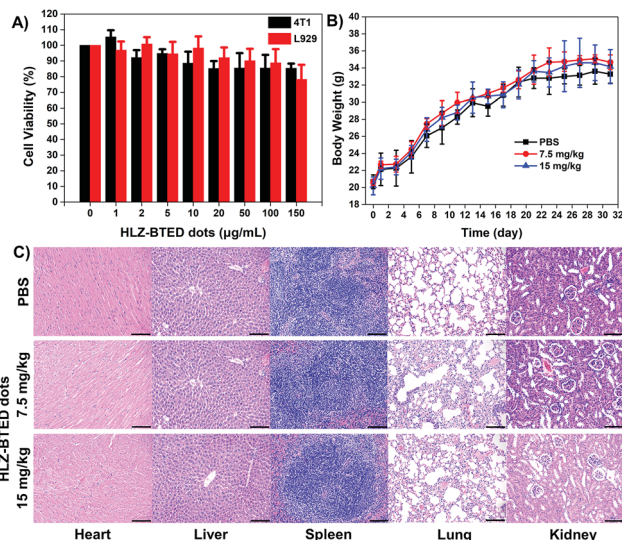 A)
4T1
L929
Cell Viability (%)
120
110
100
90
80
70
60
50
40
30
20
10
0
0 1 2 5 10 20 50 100 150
HLZ-BTED dots (μg/mL)
B)
Body Weight (g)
36
34
32
30
28
26
24
22
20
18
PBS
7.5 mg/kg
15 mg/kg
0 2 4 6 8 10 12 14 16 18 20 22 24 26 28 30 32
Time (day)
C)
PBS
7.5 mg/kg
15 mg/kg
HLZ-BTED dots
Heart Liver Spleen Lung Kidney